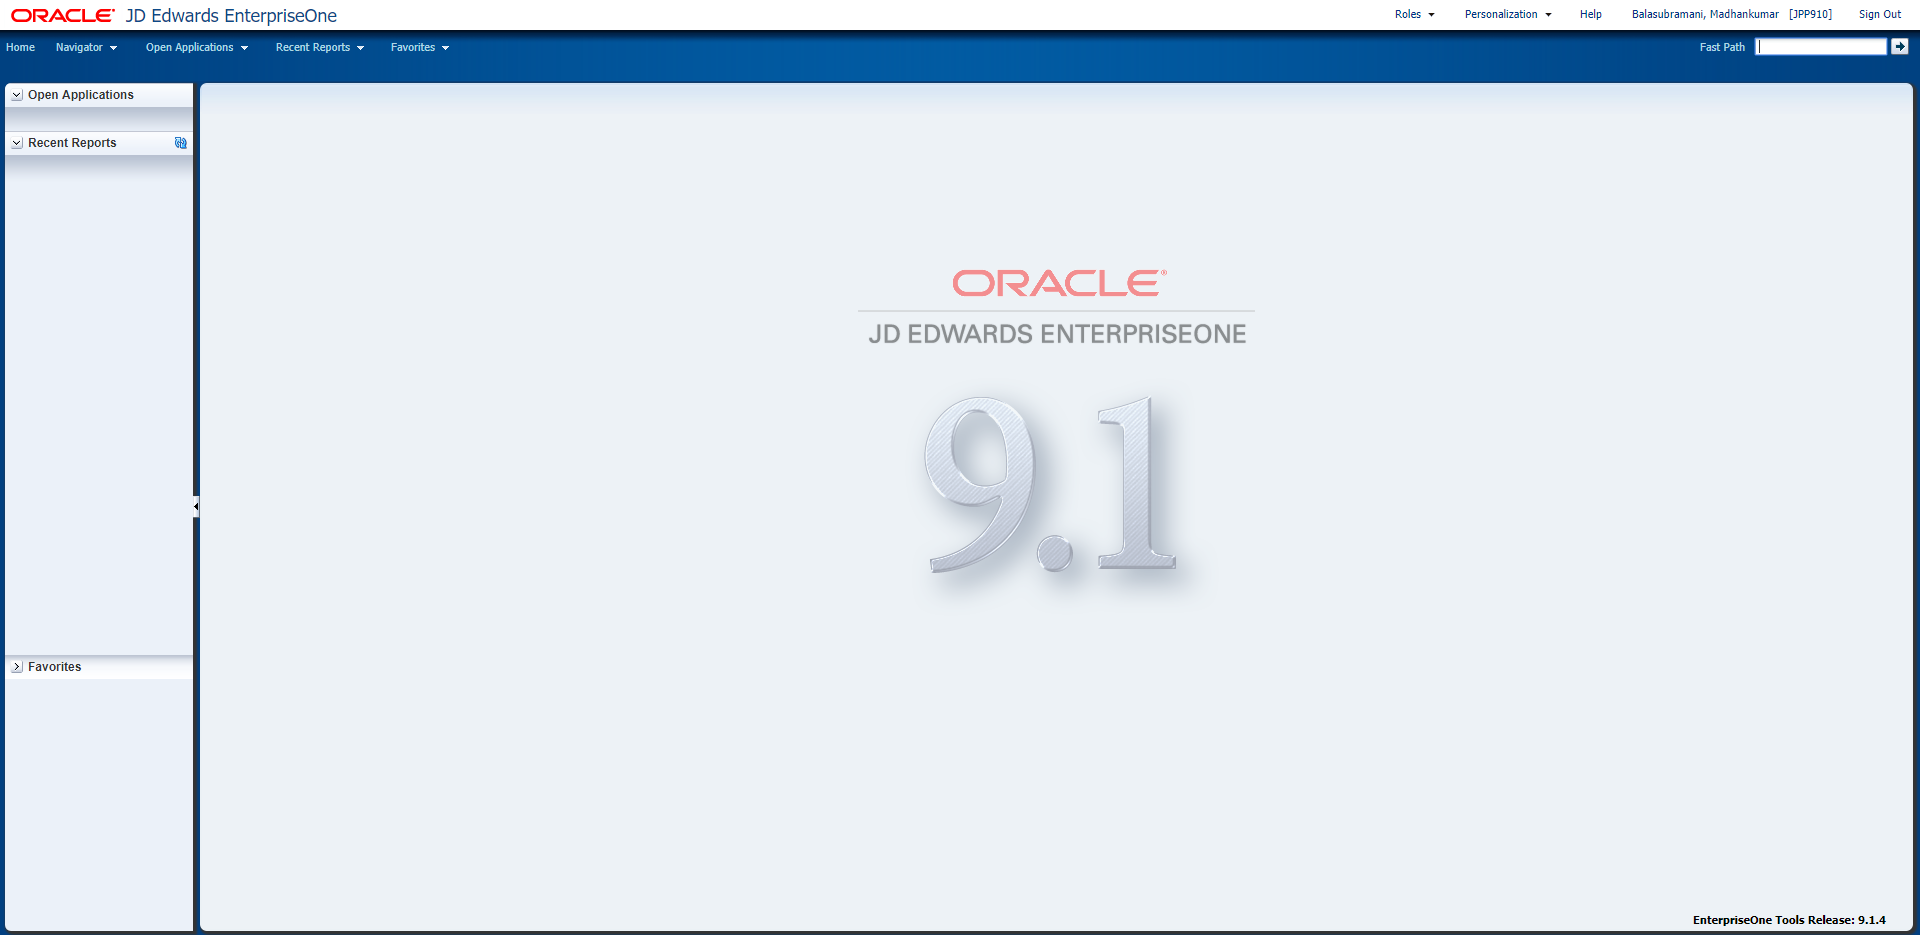 ORACLE® JD Edwards EnterpriseOne
Roles Personalization Help Balasubramani, Madhankumar [JPP910] Sign Out
Home Navigator Open Applications Recent Reports Favorites Fast Path
Open Applications
Recent Reports
ORACLE®
JD EDWARDS ENTERPRISEONE
9.1
Favorites
EnterpriseOne Tools Release: 9.1.4